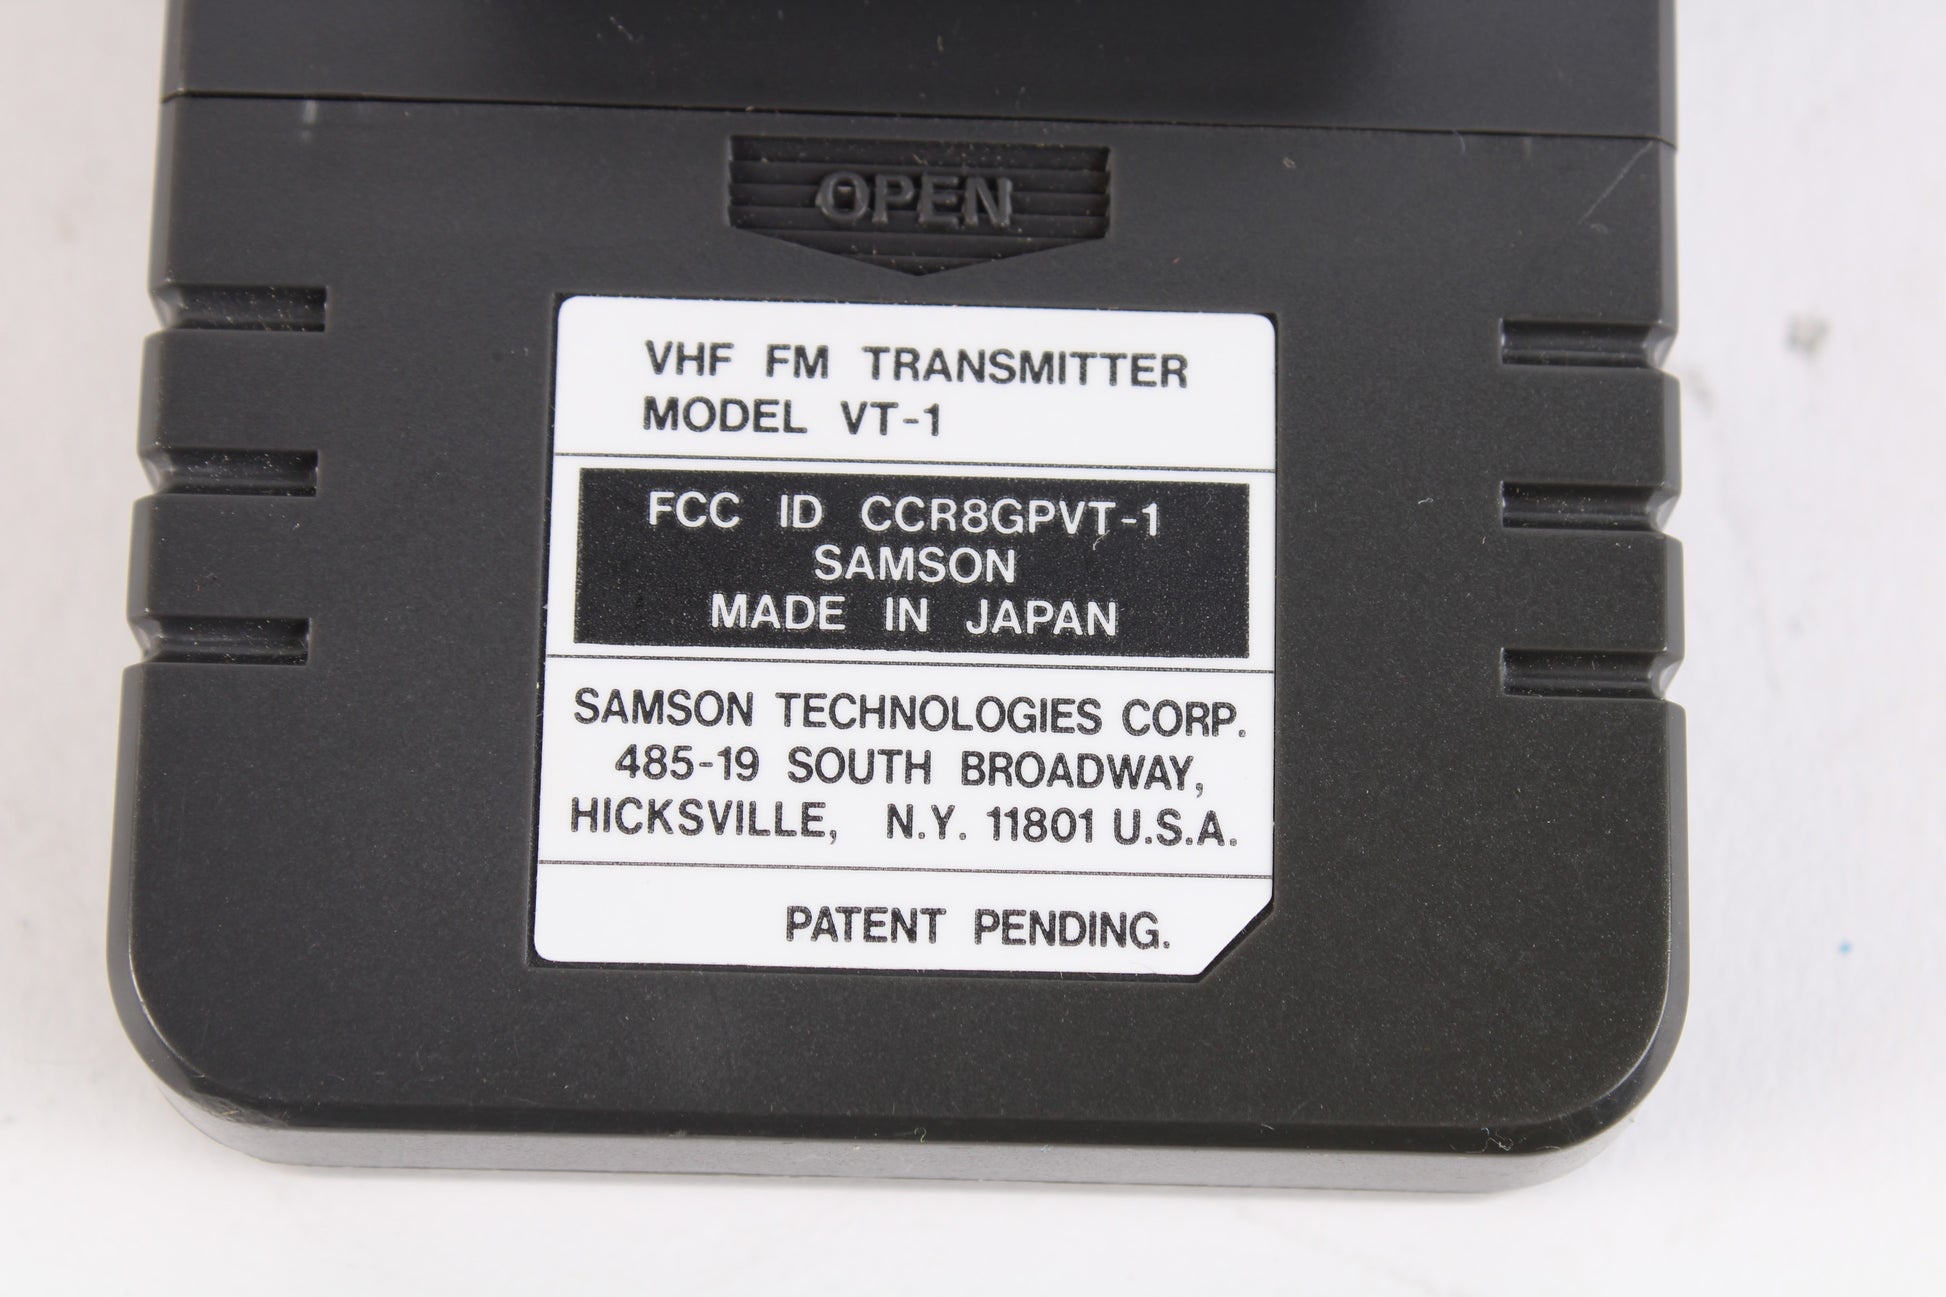 OPEN
VHF FM TRANSMITTER
MODEL VT-1
FCC ID CCR8GPVT-1
SAMSON
MADE IN JAPAN
SAMSON TECHNOLOGIES CORP.
485-19 SOUTH BROADWAY,
HICKSVILLE, N.Y. 11801 U.S.A.
PATENT PENDING.